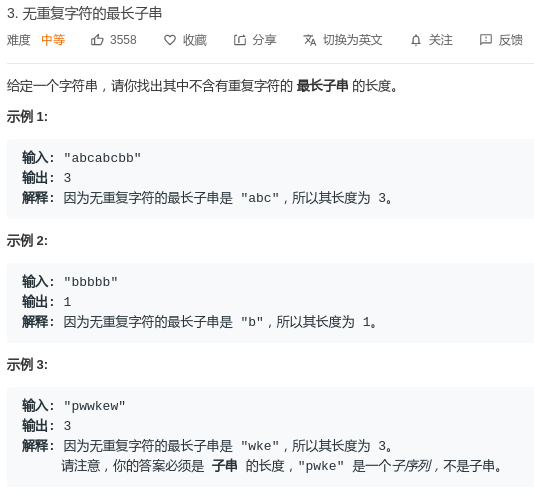 3. 无重复字符的最长子串
难度 中等 3558 收藏 分享 切换为英文 关注 反馈
给定一个字符串，请你找出其中不含有重复字符的 最长子串 的长度。
示例 1:
输入: "abcabcbb"
输出: 3
解释: 因为无重复字符的最长子串是 "abc"，所以其长度为 3。
示例 2:
输入: "bbbbb"
输出: 1
解释: 因为无重复字符的最长子串是 "b"，所以其长度为 1。
示例 3:
输入: "pwwkew"
输出: 3
解释: 因为无重复字符的最长子串是 "wke"，所以其长度为 3。
请注意，你的答案必须是 子串 的长度，"pwke" 是一个子序列，不是子串。